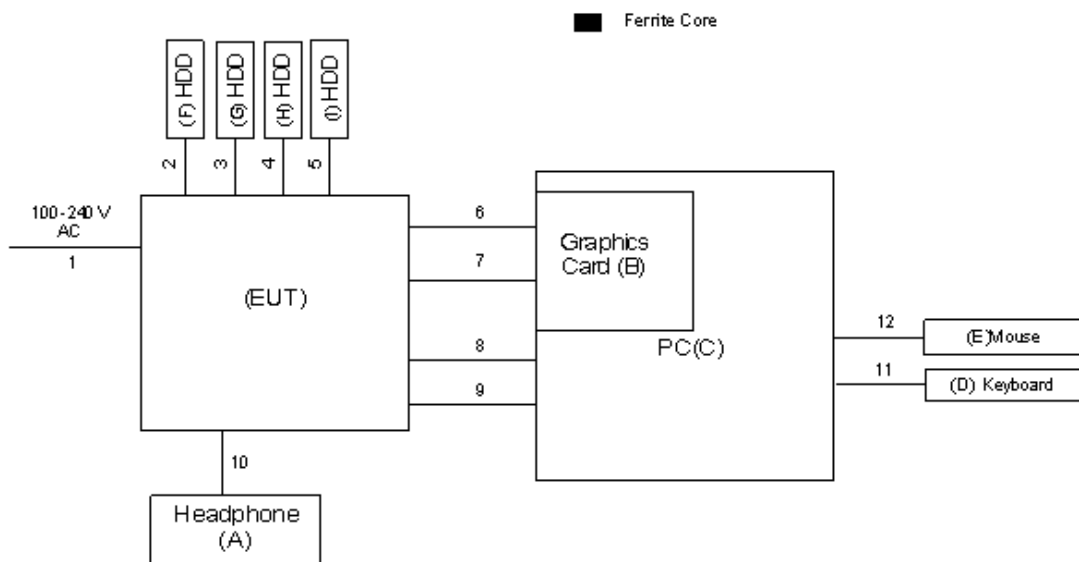 Ferrite Core
(F) HDD
(G) HDD
(H) HDD
(I) HDD
2
3
4
5
100-240 V
AC
1
(EUT)
6
7
8
9
Graphics
Card (B)
PC(C)
12
(E)Mouse
11
(D) Keyboard
10
Headphone
(A)